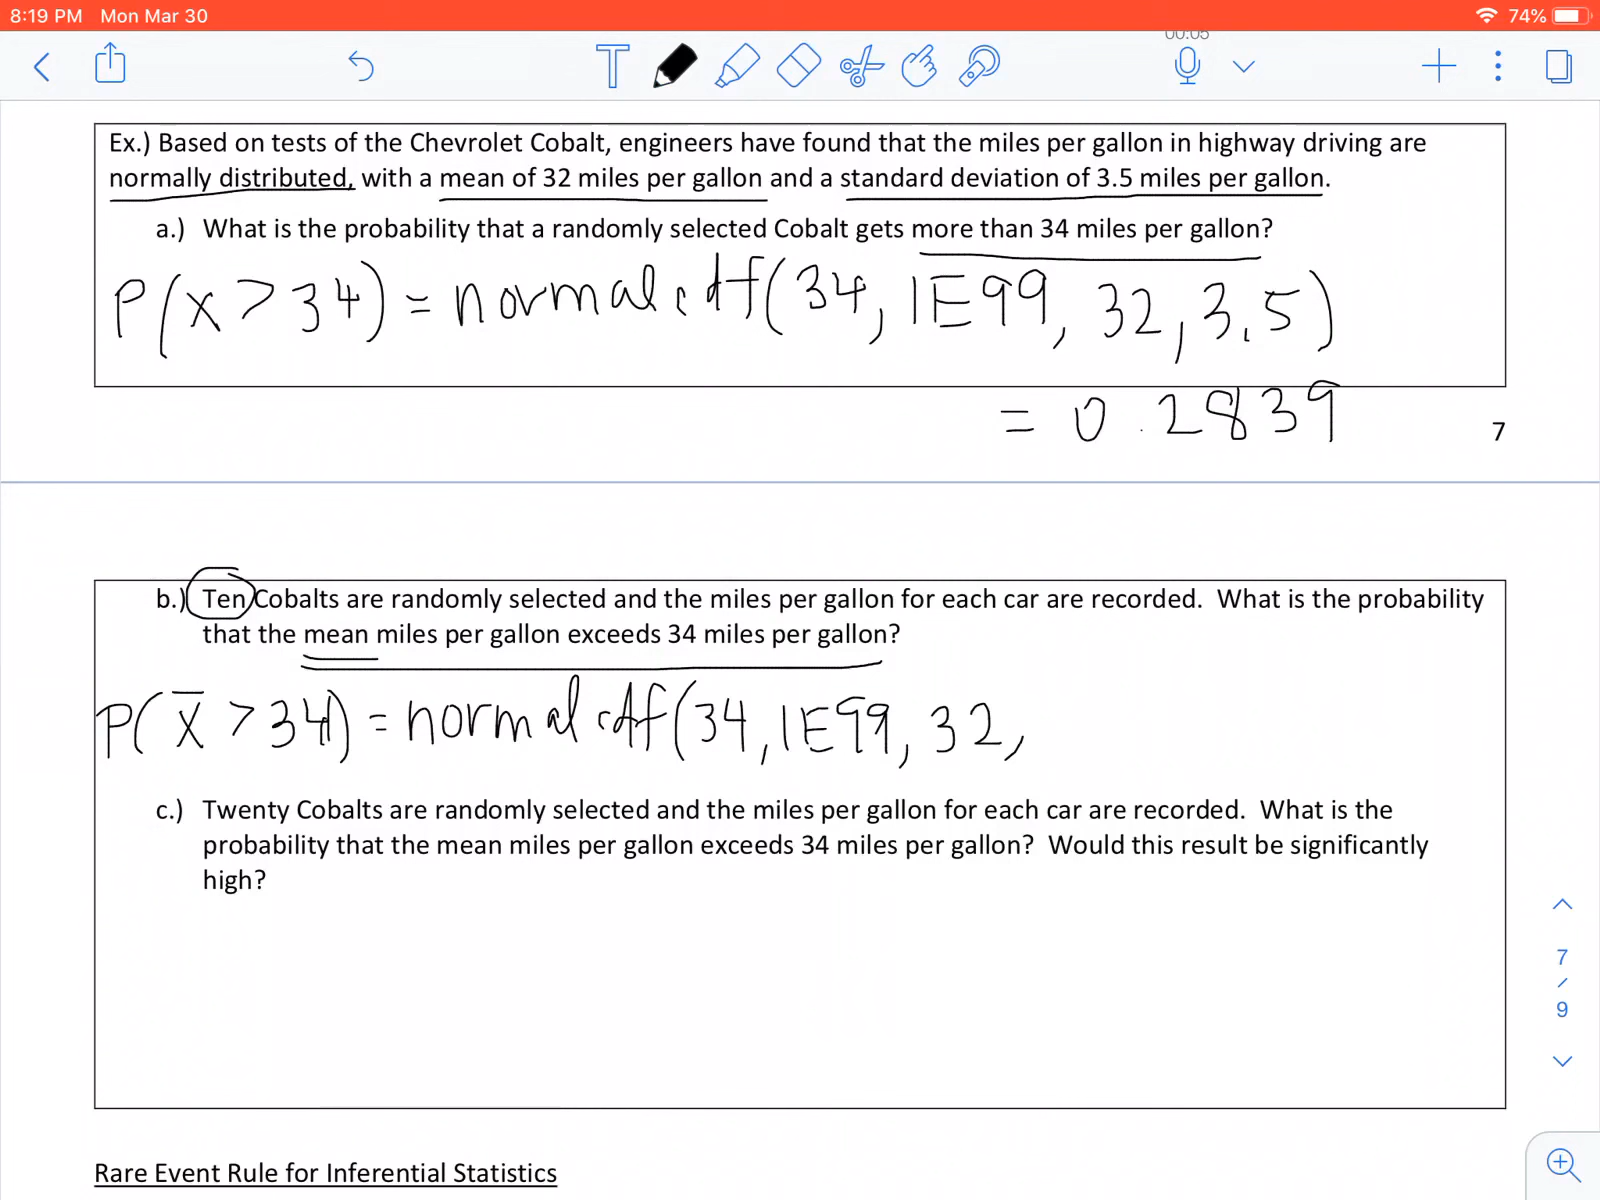 8:19 PM Mon Mar 30
74%
00:05
T
Ex.) Based on tests of the Chevrolet Cobalt, engineers have found that the miles per gallon in highway driving are
normally distributed, with a mean of 32 miles per gallon and a standard deviation of 3.5 miles per gallon.
a.) What is the probability that a randomly selected Cobalt gets more than 34 miles per gallon?
P(X > 34) = normalcdf(34, 1E99, 32, 3.5)
= 0.2839
7
b.) Ten Cobalts are randomly selected and the miles per gallon for each car are recorded. What is the probability
that the mean miles per gallon exceeds 34 miles per gallon?
P(X̄ > 34) = normalcdf(34, 1E99, 32,
c.) Twenty Cobalts are randomly selected and the miles per gallon for each car are recorded. What is the
probability that the mean miles per gallon exceeds 34 miles per gallon? Would this result be significantly
high?
7
/
9
Rare Event Rule for Inferential Statistics